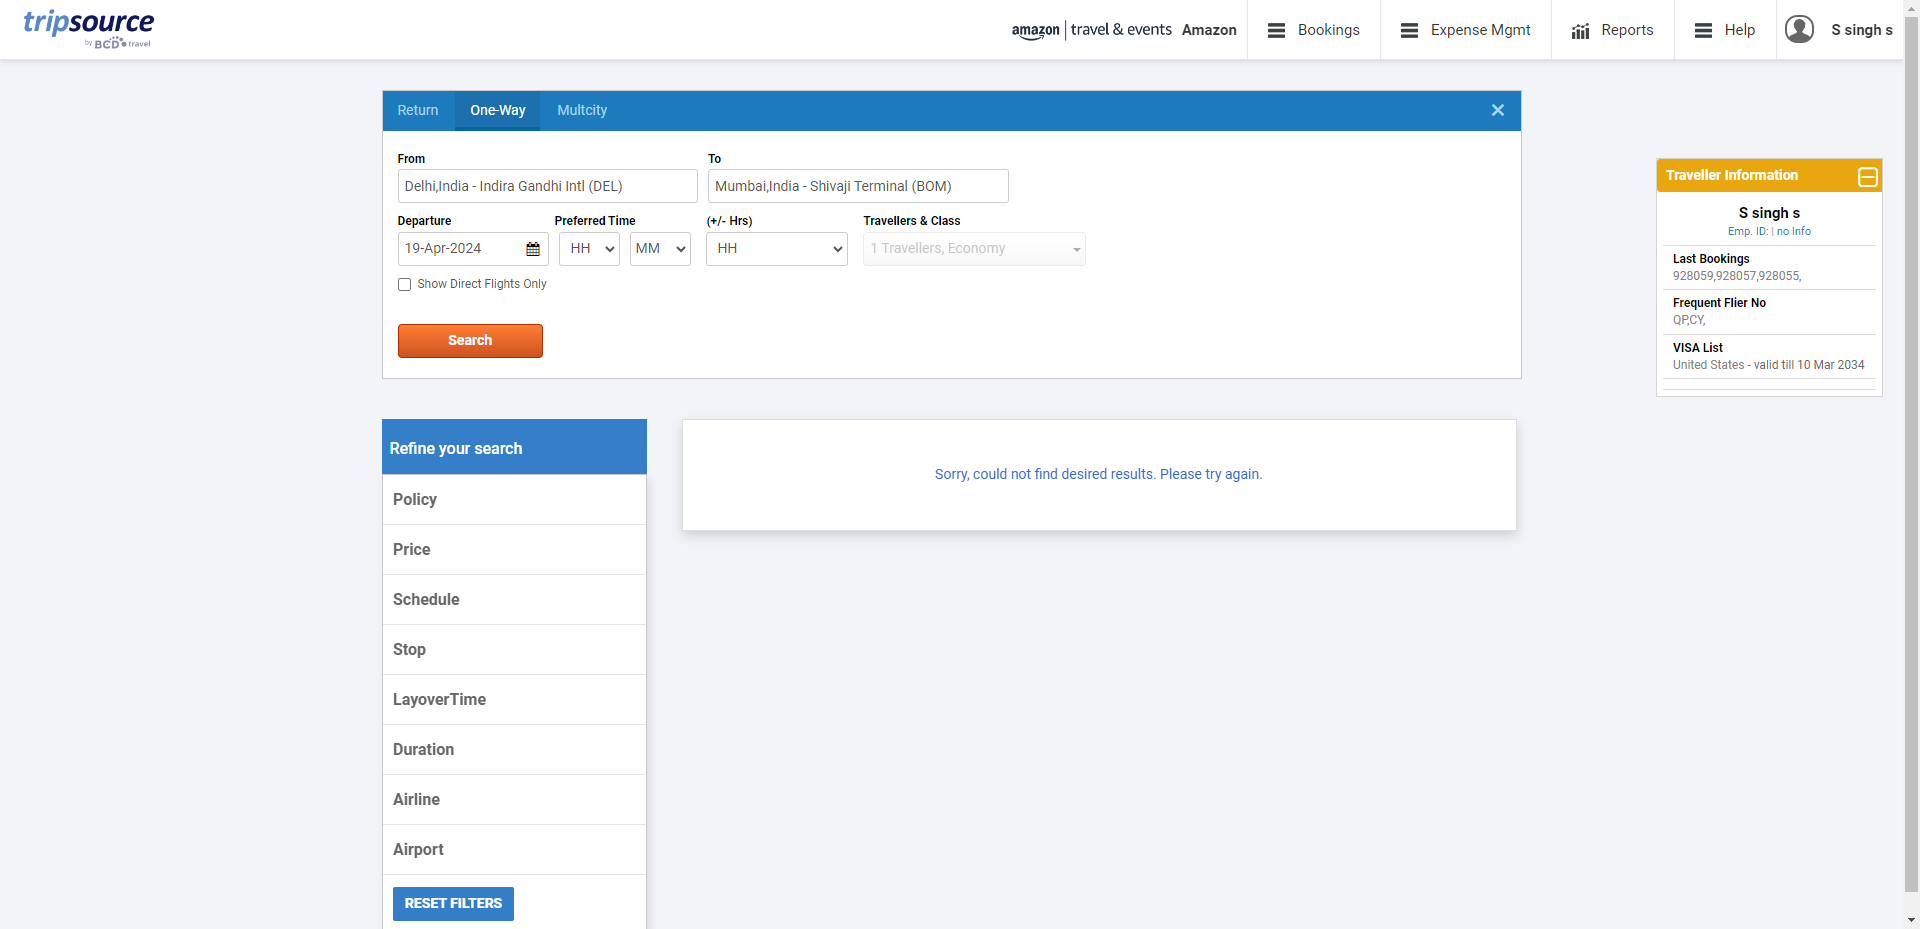 tripsource
by BCD travel
amazon | travel & events Amazon
Bookings
Expense Mgmt
Reports
Help
S singh s
Return
One-Way
Multcity
From
To
Delhi,India - Indira Gandhi Intl (DEL)
Mumbai,India - Shivaji Terminal (BOM)
Departure
Preferred Time
(+/- Hrs)
Travellers & Class
19-Apr-2024
HH
MM
HH
1 Travellers, Economy
Show Direct Flights Only
Search
Traveller Information
S singh s
Emp. ID: | no Info
Last Bookings
928059,928057,928055,
Frequent Flier No
QP,CY,
VISA List
United States - valid till 10 Mar 2034
Refine your search
Policy
Price
Schedule
Stop
LayoverTime
Duration
Airline
Airport
RESET FILTERS
Sorry, could not find desired results. Please try again.